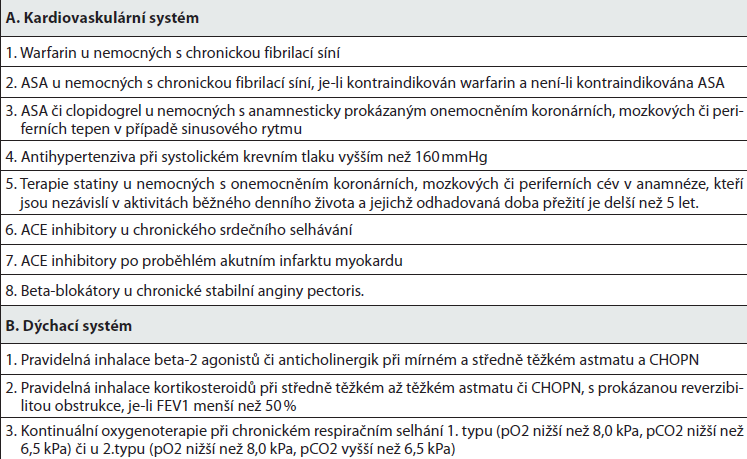 A. Kardiovaskulární systém
1. Warfarin u nemocných s chronickou fibrilací síní
2. ASA u nemocných s chronickou fibrilací síní, je-li kontraindikován warfarin a není-li kontraindikována ASA
3. ASA či clopidogrel u nemocných s anamnesticky prokázaným onemocněním koronárních, mozkových či peri-
ferních tepen v případě sinusového rytmu
4. Antihypertenziva při systolickém krevním tlaku vyšším než 160 mmHg
5. Terapie statiny u nemocných s onemocněním koronárních, mozkových či periferních cév v anamnéze, kteří
jsou nezávislí v aktivitách běžného denního života a jejichž odhadovaná doba přežití je delší než 5 let.
6. ACE inhibitory u chronického srdečního selhávání
7. ACE inhibitory po proběhlém akutním infarktu myokardu
8. Beta-blokátory u chronické stabilní anginy pectoris.
B. Dýchací systém
1. Pravidelná inhalace beta-2 agonistů či anticholinergik při mírném a středně těžkém astmatu a CHOPN
2. Pravidelná inhalace kortikosteroidů při středně těžkém až těžkém astmatu či CHOPN, s prokázanou reverzibi-
litou obstrukce, je-li FEV1 menší než 50 %
3. Kontinuální oxygenoterapie při chronickém respiračním selhání 1. typu (pO2 nižší než 8,0 kPa, pCO2 nižší než
6,5 kPa) či u 2.typu (pO2 nižší než 8,0 kPa, pCO2 vyšší než 6,5 kPa)